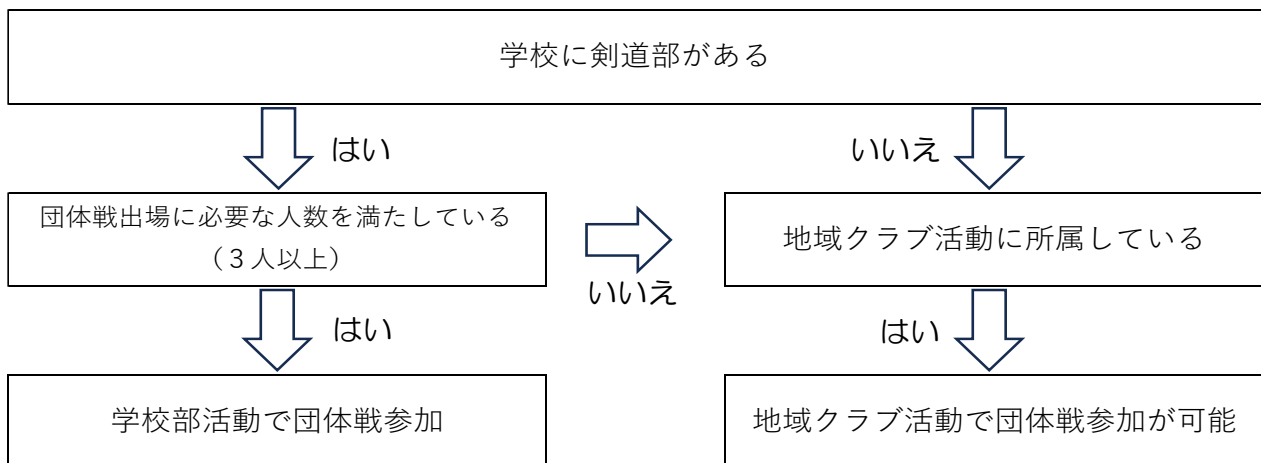 学校に剣道部がある
はい
いいえ
団体戦出場に必要な人数を満たしている
(３人以上)
いいえ
地域クラブ活動に所属している
はい
はい
学校部活動で団体戦参加
地域クラブ活動で団体戦参加が可能